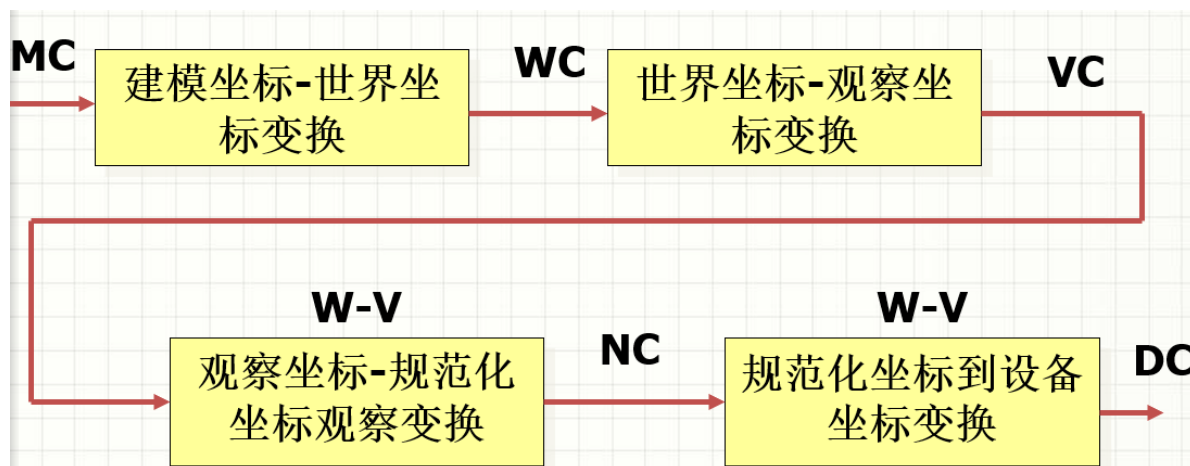 MC
建模坐标-世界坐
标变换
WC
世界坐标-观察坐
标变换
VC
W-V
观察坐标-规范化
坐标观察变换
NC
W-V
规范化坐标到设备
坐标变换
DC